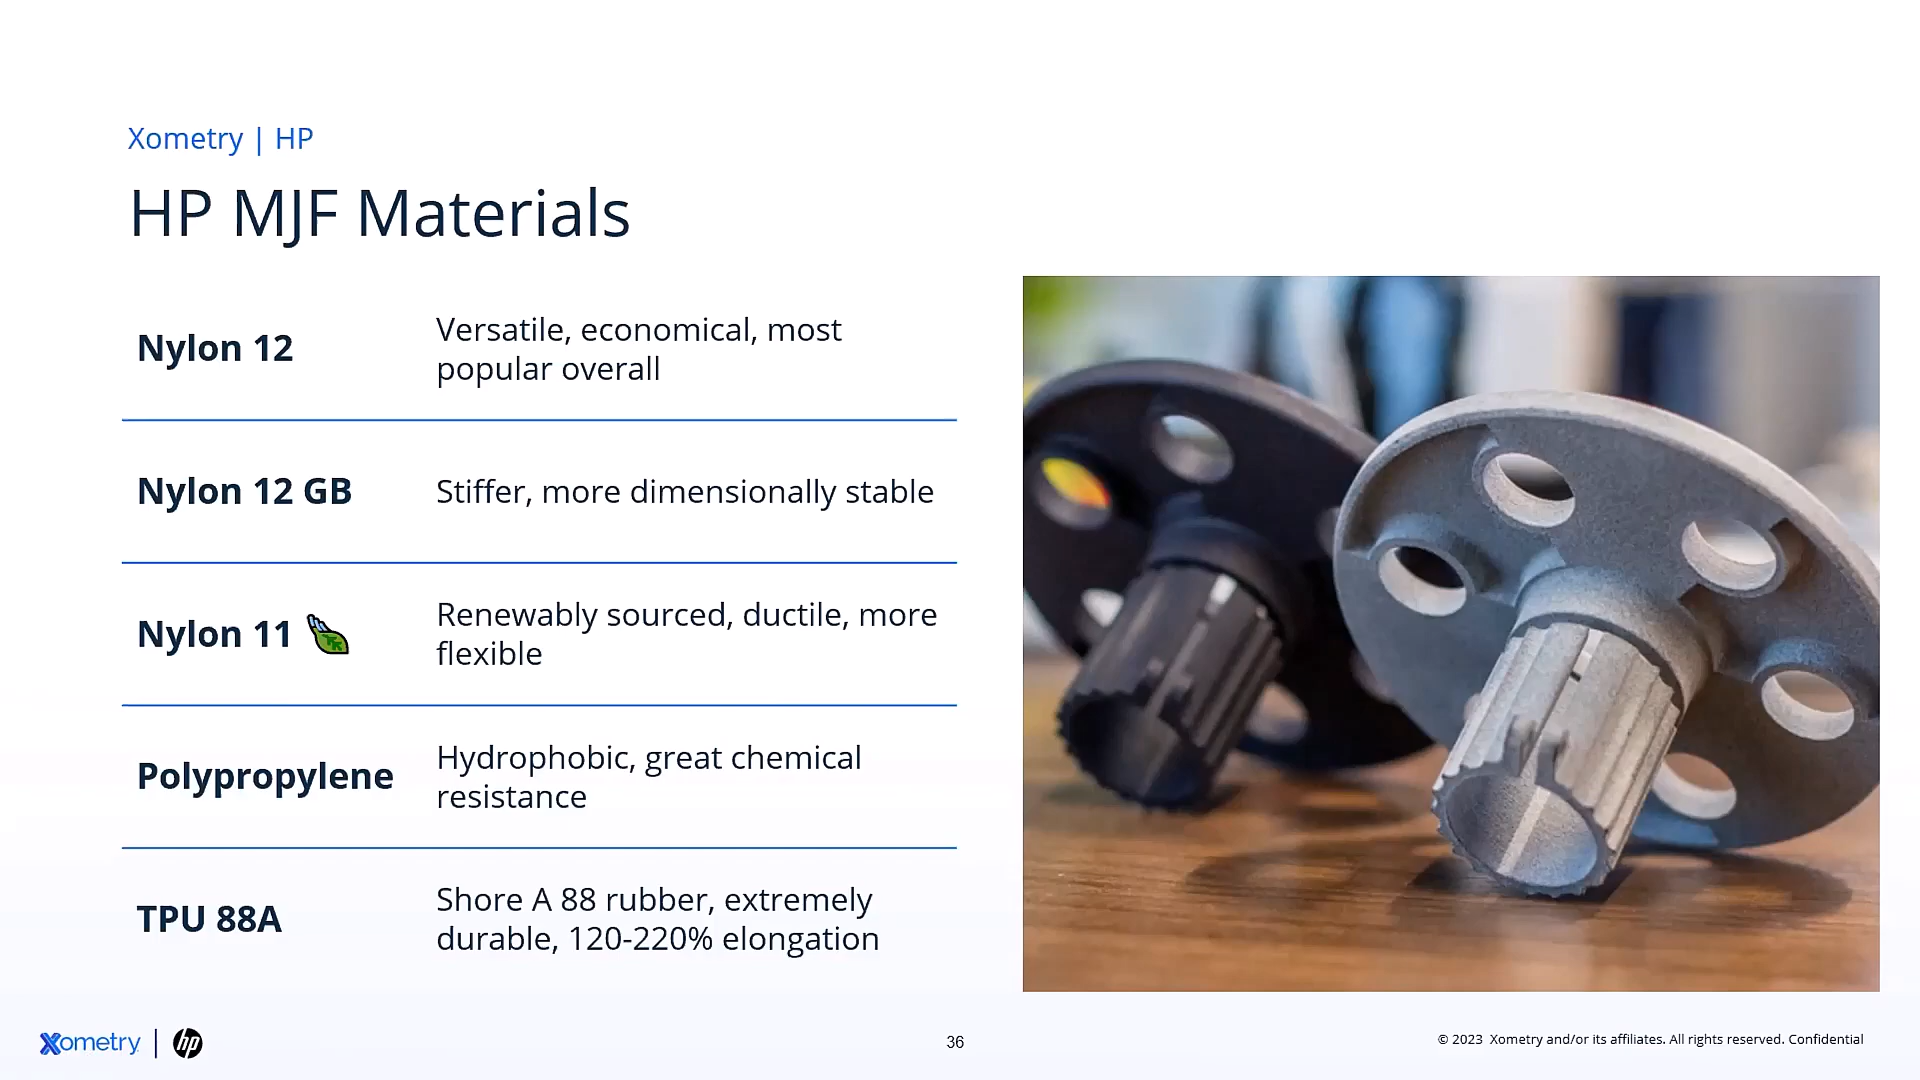 Xometry | HP
HP MJF Materials
Nylon 12
Versatile, economical, most
popular overall
Nylon 12 GB
Stiffer, more dimensionally stable
Nylon 11
Renewably sourced, ductile, more
flexible
Polypropylene
Hydrophobic, great chemical
resistance
TPU 88A
Shore A 88 rubber, extremely
durable, 120-220% elongation
Xometry | hp
36
© 2023 Xometry and/or its affiliates. All rights reserved. Confidential